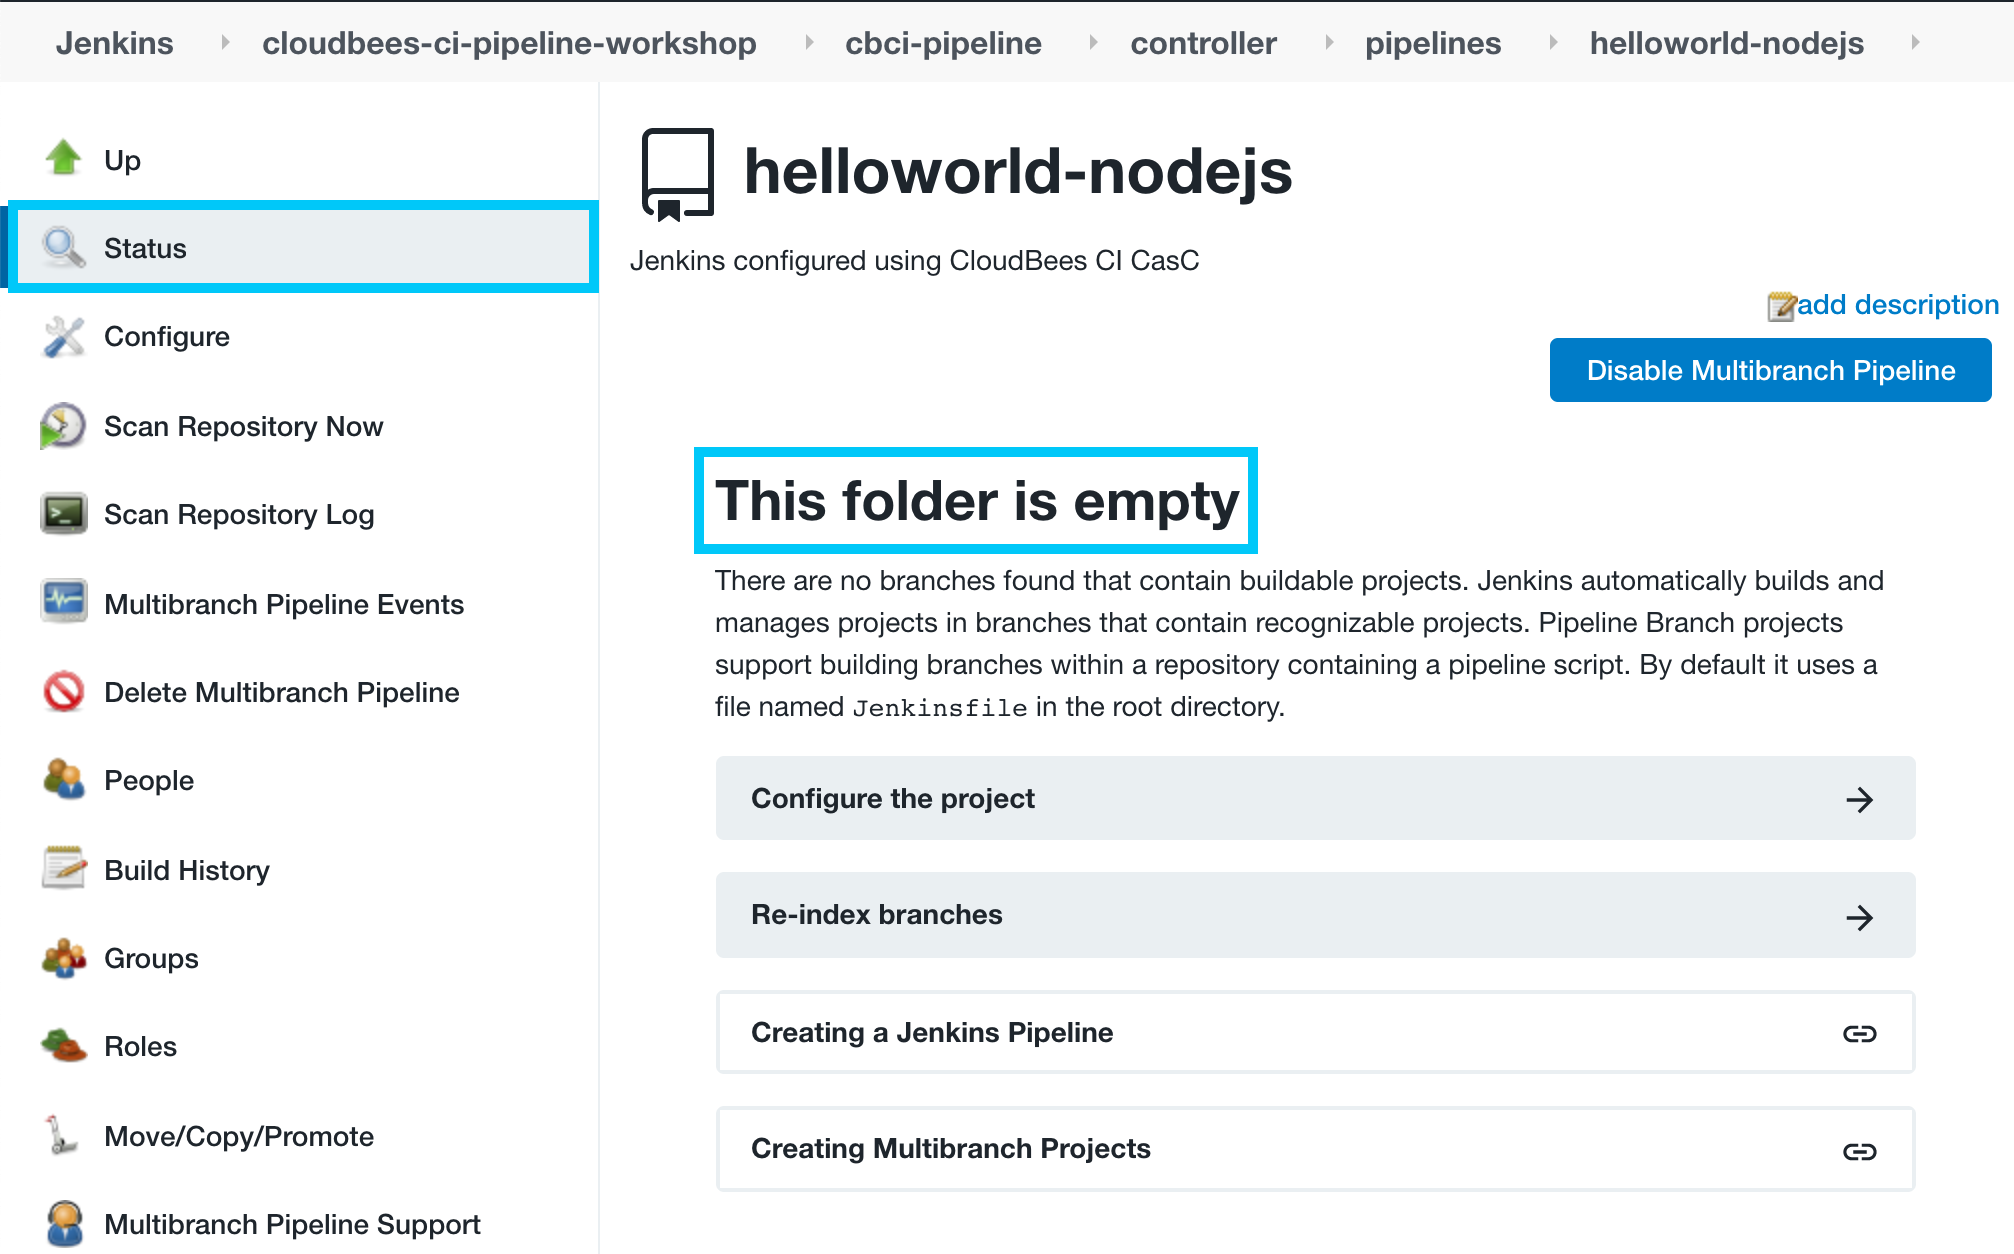 Jenkins cloudbees-ci-pipeline-workshop cbci-pipeline controller pipelines helloworld-nodejs
Up
Status
Configure
Scan Repository Now
Scan Repository Log
Multibranch Pipeline Events
Delete Multibranch Pipeline
People
Build History
Groups
Roles
Move/Copy/Promote
Multibranch Pipeline Support
helloworld-nodejs
Jenkins configured using CloudBees CI CasC
add description
Disable Multibranch Pipeline
This folder is empty
There are no branches found that contain buildable projects. Jenkins automatically builds and
manages projects in branches that contain recognizable projects. Pipeline Branch projects
support building branches within a repository containing a pipeline script. By default it uses a
file named Jenkinsfile in the root directory.
Configure the project
Re-index branches
Creating a Jenkins Pipeline
Creating Multibranch Projects